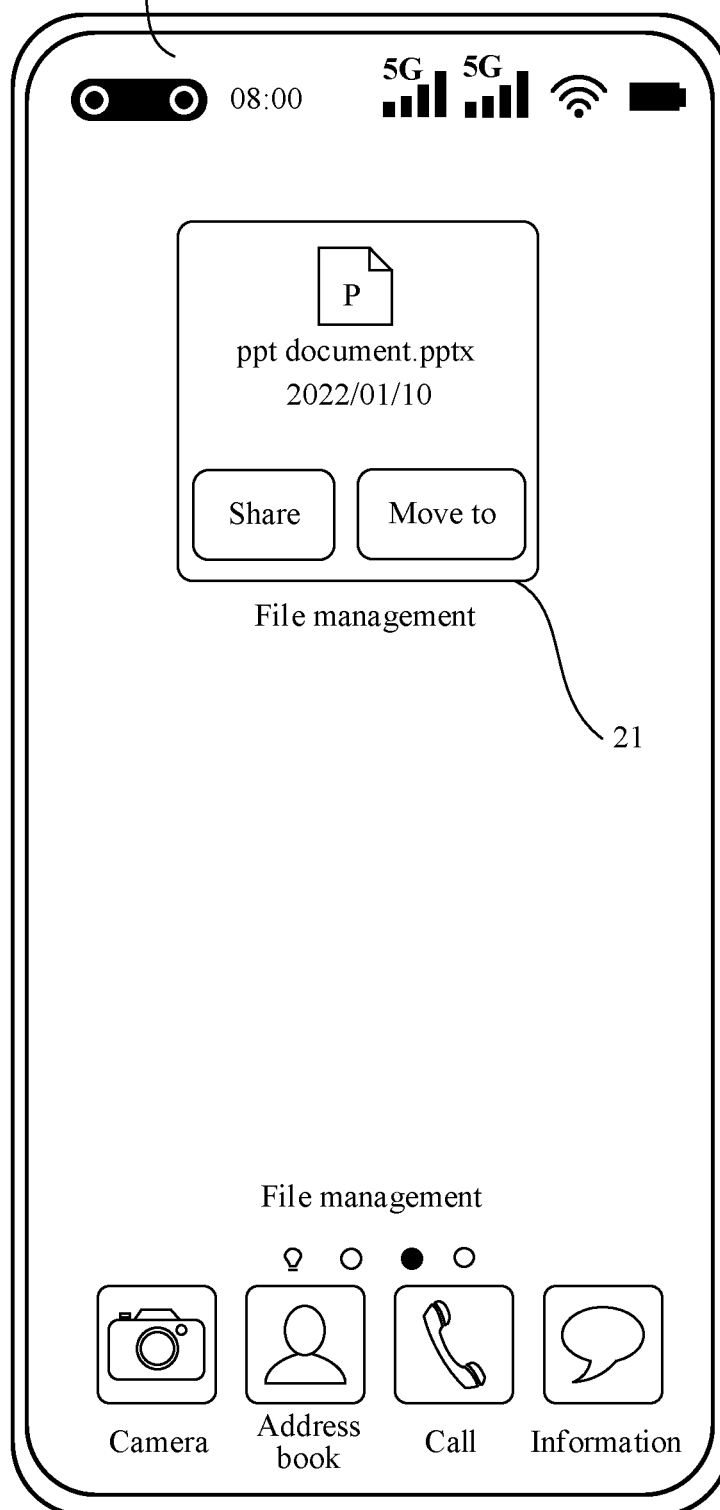 08:00
5G
5G
P
ppt document.pptx
2022/01/10
Share
Move to
File management
21
File management
Camera
Address
book
Call
Information